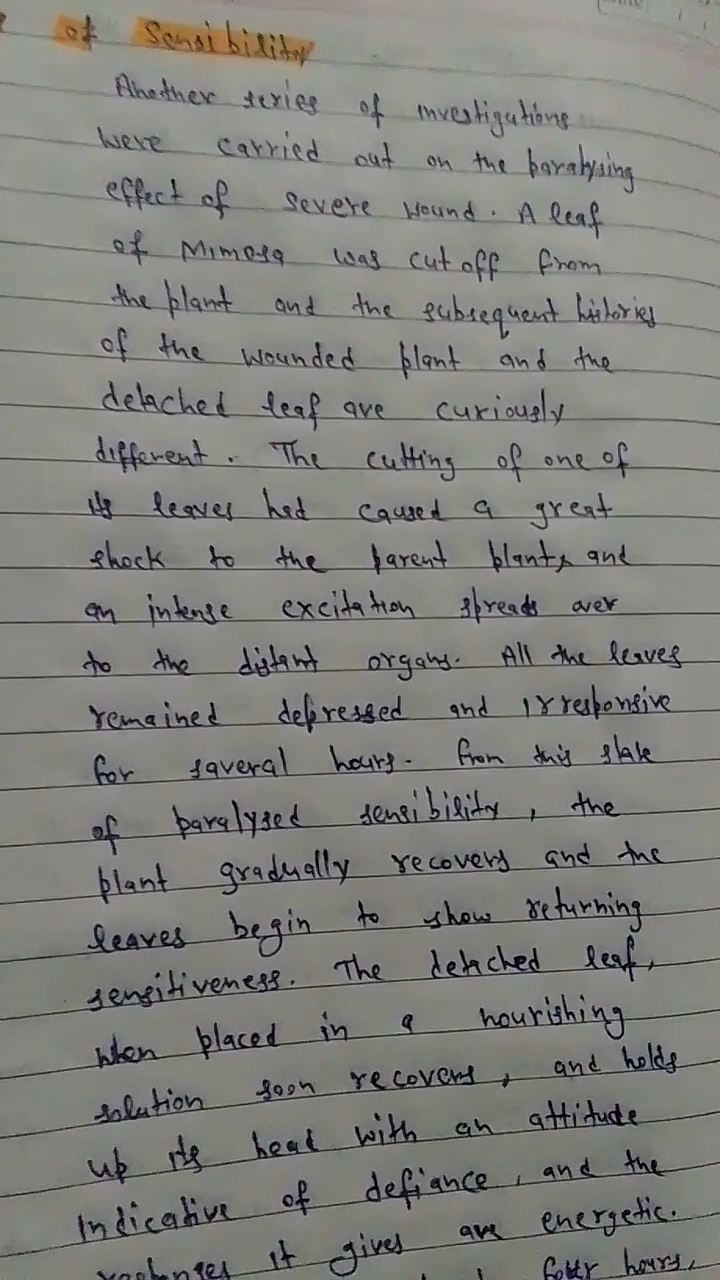 of Sensibility
Another series of investigations
were carried out on the paralysing
effect of severe wound. A leaf
of Mimosa was cut off from
the plant and the subsequent histories
of the wounded plant and the
detached leaf are curiously
different. The cutting of one of
its leaves had caused a great
shock to the parent plant, and
an intense excitation spreads over
to the distant organs. All the leaves
remained depressed and irresponsive
for saveral hours. From this state
of paralysed sensibility, the
plant gradually recovers and the
leaves begin to show returning
sensitiveness. The detached leaf,
when placed in a nourishing
solution soon recovers, and holds
up its head with an attitude
indicative of defiance, and the
it gives are energetic.
hours,